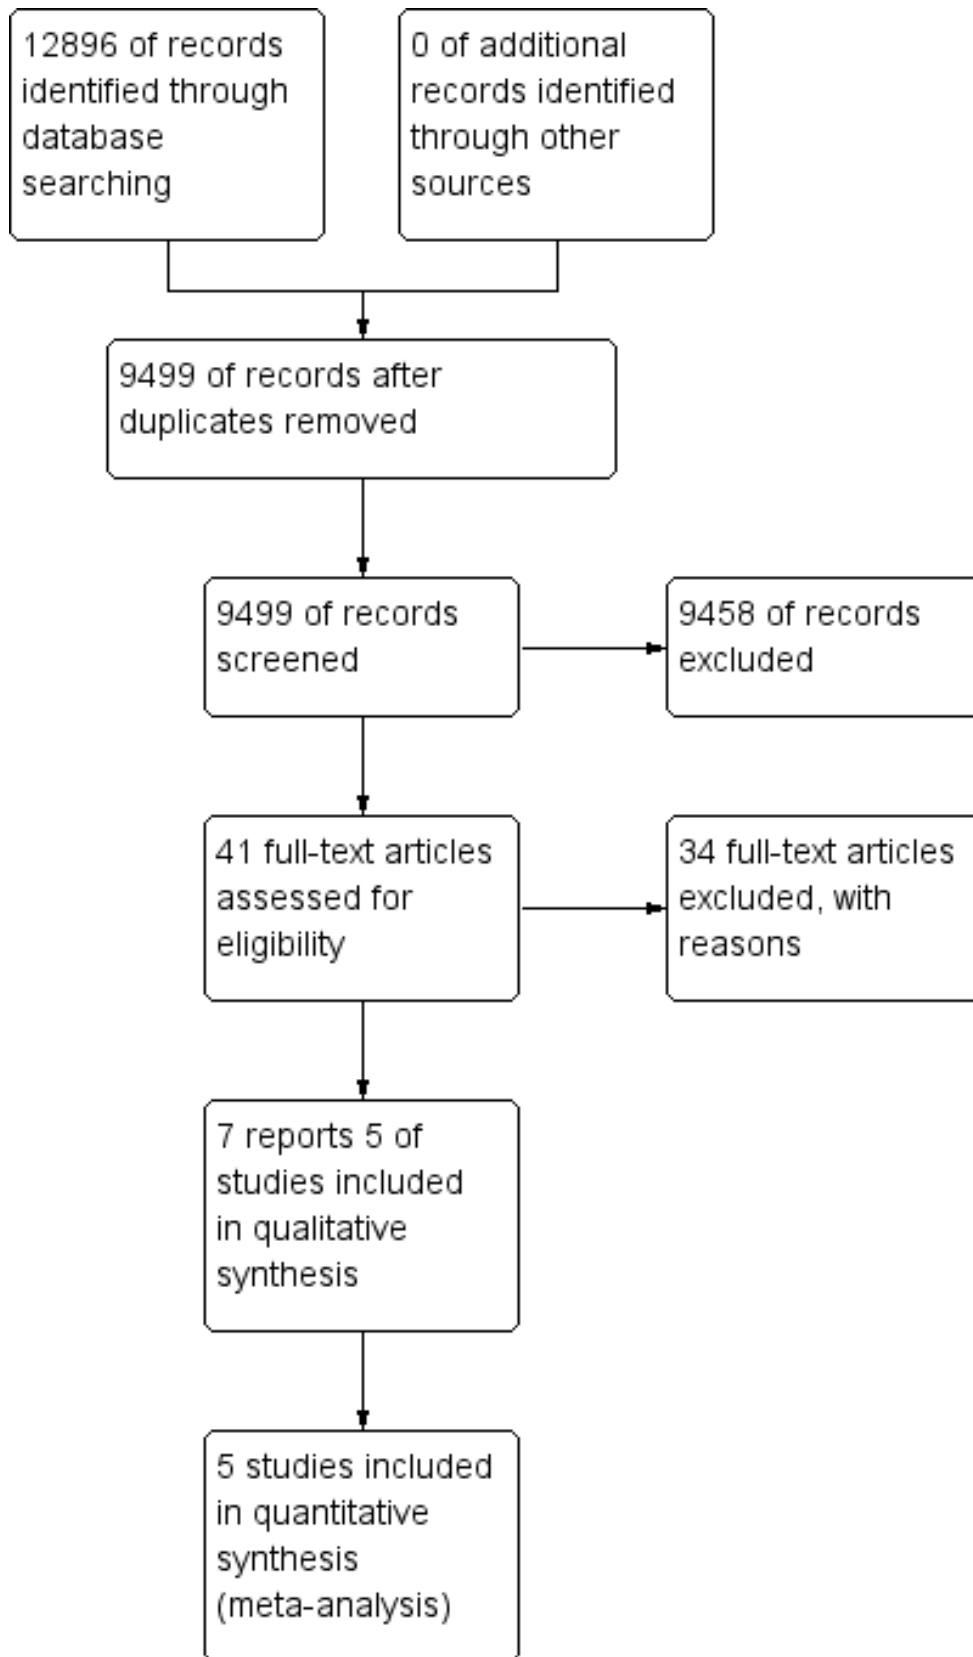 12896 of records
identified through
database
searching
0 of additional
records identified
through other
sources
9499 of records after
duplicates removed
9499 of records
screened
9458 of records
excluded
41 full-text articles
assessed for
eligibility
34 full-text articles
excluded, with
reasons
7 reports 5 of
studies included
in qualitative
synthesis
5 studies included
in quantitative
synthesis
(meta-analysis)